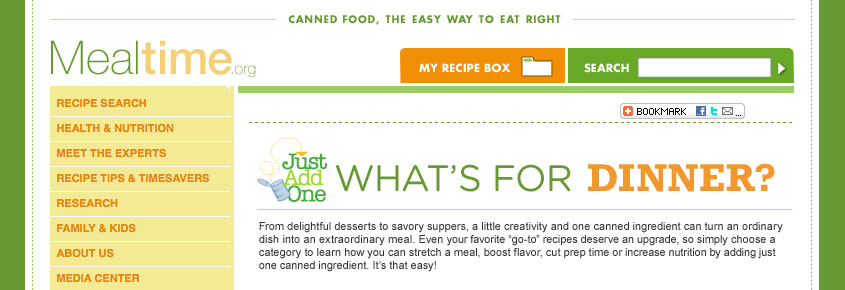 CANNED FOOD, THE EASY WAY TO EAT RIGHT
Mealtime.org
MY RECIPE BOX
SEARCH
RECIPE SEARCH
HEALTH & NUTRITION
MEET THE EXPERTS
RECIPE TIPS & TIMESAVERS
RESEARCH
FAMILY & KIDS
ABOUT US
MEDIA CENTER
BOOKMARK
Just
Add
One
WHAT'S FOR DINNER?
From delightful desserts to savory suppers, a little creativity and one canned ingredient can turn an ordinary
dish into an extraordinary meal. Even your favorite “go-to” recipes deserve an upgrade, so simply choose a
category to learn how you can stretch a meal, boost flavor, cut prep time or increase nutrition by adding just
one canned ingredient. It's that easy!